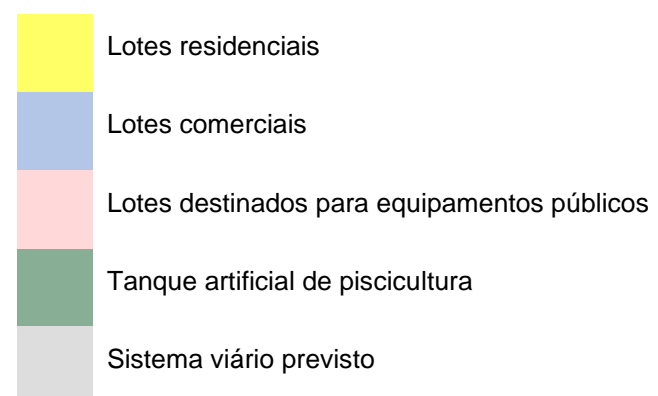 Lotes residenciais
Lotes comerciais
Lotes destinados para equipamentos públicos
Tanque artificial de piscicultura
Sistema viário previsto